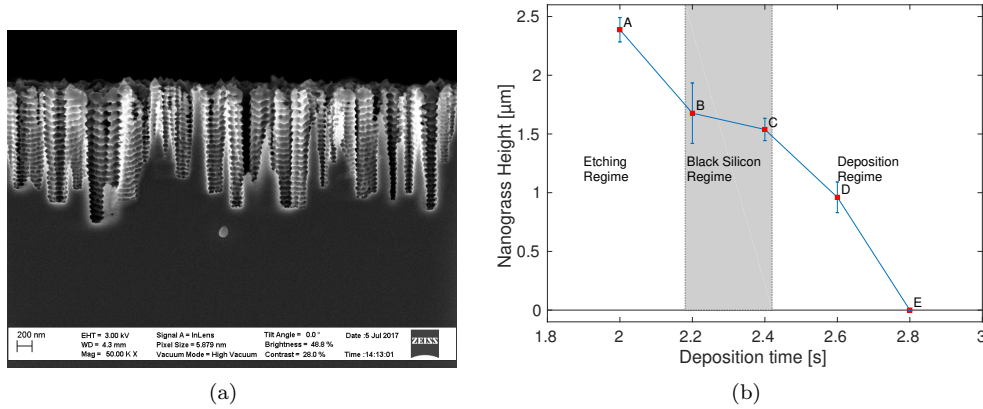 200 nm
EHT = 3.00 kV
WD = 4.3 mm
Mag = 50.00 K X
Signal A = InLens
Pixel Size = 5.879 nm
Vacuum Mode = High Vacuum
Tilt Angle = 0.0 °
Brightness = 48.8 %
Contrast = 28.0 %
Date :5 Jul 2017
Time :14:13:01
ZEISS
(a)
Nanograss Height [µm]
2.5
2
1.5
1
0.5
0
A
B
C
D
E
Etching
Regime
Black Silicon
Regime
Deposition
Regime
1.8
2
2.2
2.4
2.6
2.8
3
Deposition time [s]
(b)